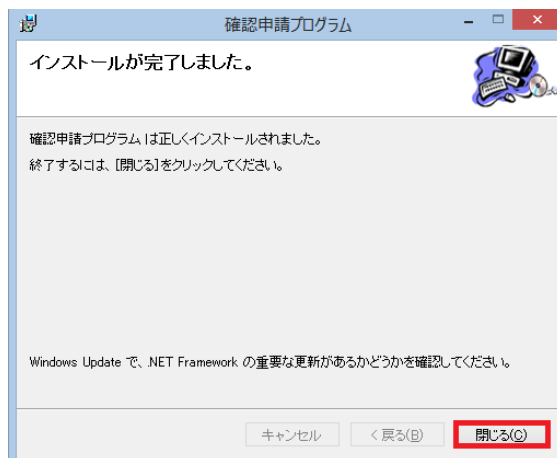 確認申請プログラム
インストールが完了しました。
確認申請プログラム は正しくインストールされました。
終了するには、[閉じる]をクリックしてください。
Windows Update で、.NET Framework の重要な更新があるかどうかを確認してください。
キャンセル < 戻る(B) 閉じる(C)